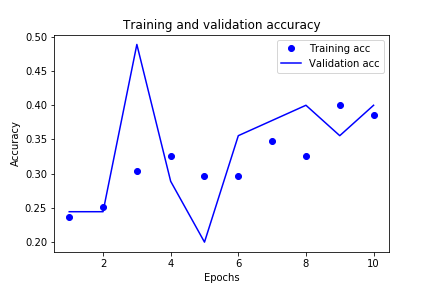 Training and validation accuracy
0.50
0.45
0.40
0.35
0.30
0.25
0.20
Accuracy
Training acc
Validation acc
2
4
6
8
10
Epochs